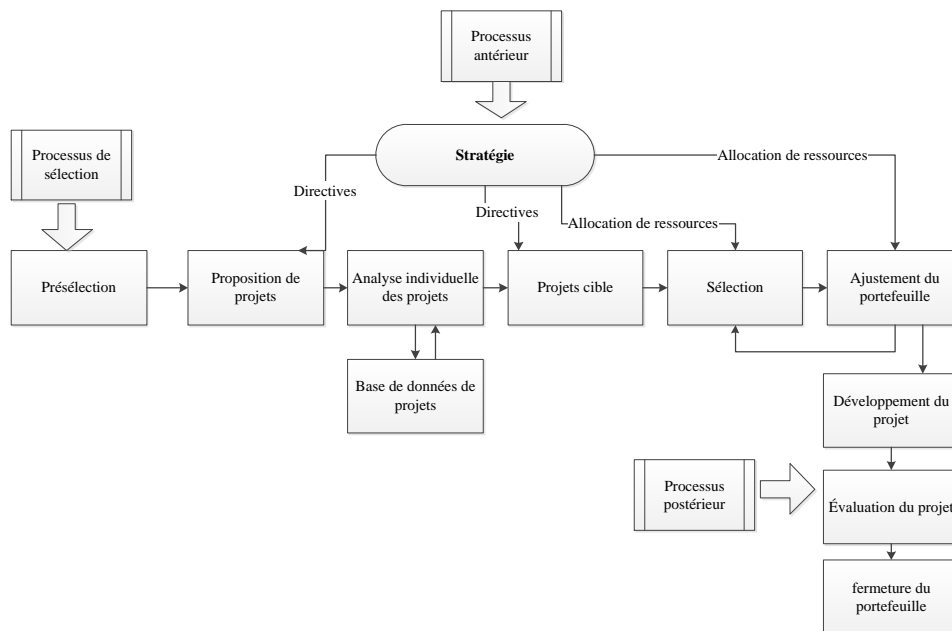 Processus
antérieur
Processus de
sélection
Stratégie
Allocation de ressources
Directives
Directives
Allocation de ressources
Présélection
Proposition de
projets
Analyse individuelle
des projets
Projets cible
Sélection
Ajustement du
portefeuille
Base de données de
projets
Développement du
projet
Processus
postérieur
Évaluation du projet
fermeture du
portefeuille